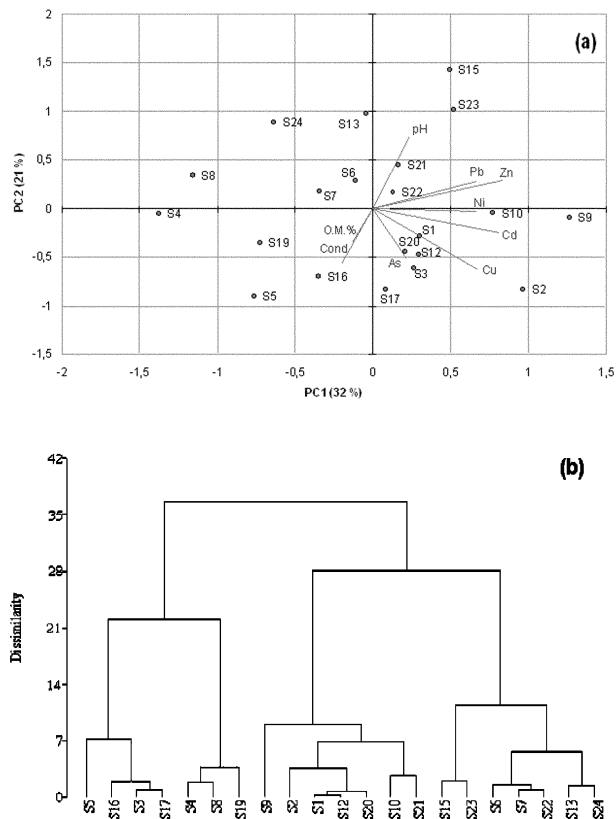 (a)
2
1,5
1
0,5
0
-0,5
-1
-1,5
PC2 (21 %)
S15
S23
S13
S24
pH
S21
Pb
Zn
S6
S8
S7
S22
Ni
S4
S10
S9
O.M.%
S1
Cd
S19
Cond
S20
S12
As
S16
S3
Cu
S5
S17
S2
-2
-1,5
-1
-0,5
0
0,5
1
1,5
PC1 (32 %)
(b)
42
35
28
21
14
7
0
Dissimilarity
S5 S16 S3 S17 S4 S8 S19 S9 S2 S1 S12 S20 S10 S21 S15 S23 S6 S7 S22 S13 S24